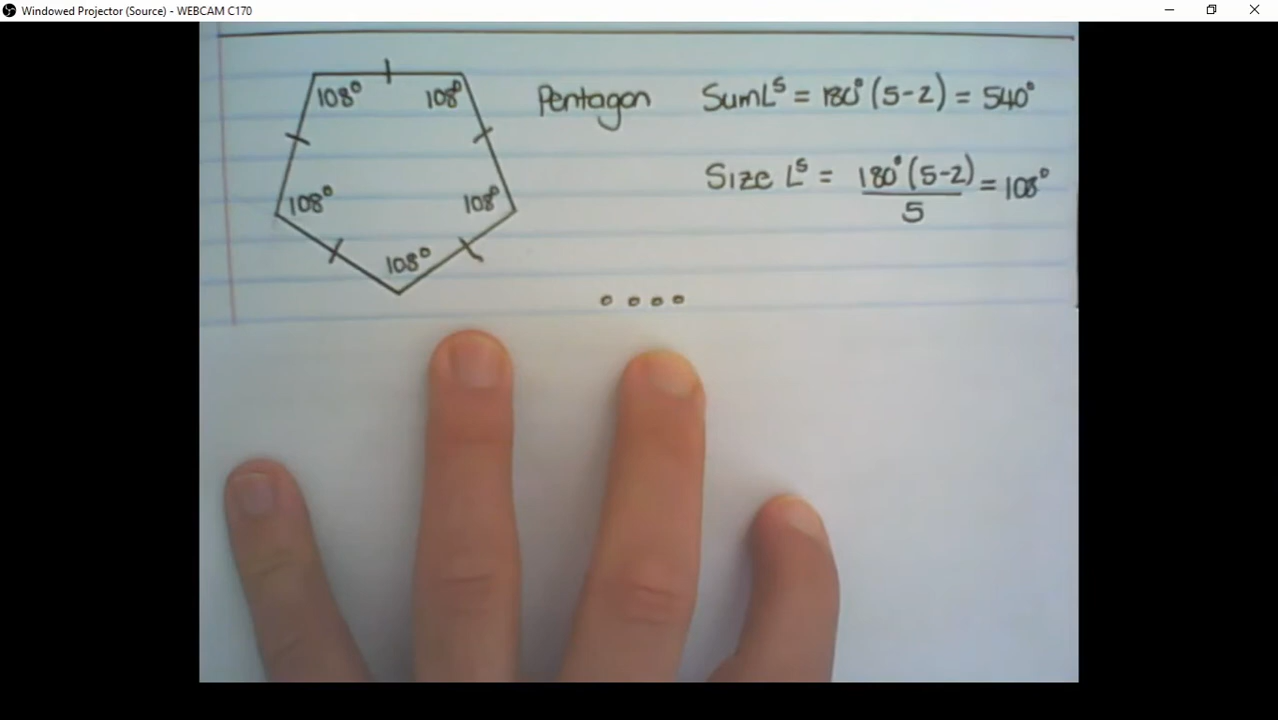 Windowed Projector (Source) - WEBCAM C170
108° 108° Pentagon Sum L^s = 180°(5-2) = 540°
108° 108° Size L^s = 180°(5-2)/5 = 108°
108°